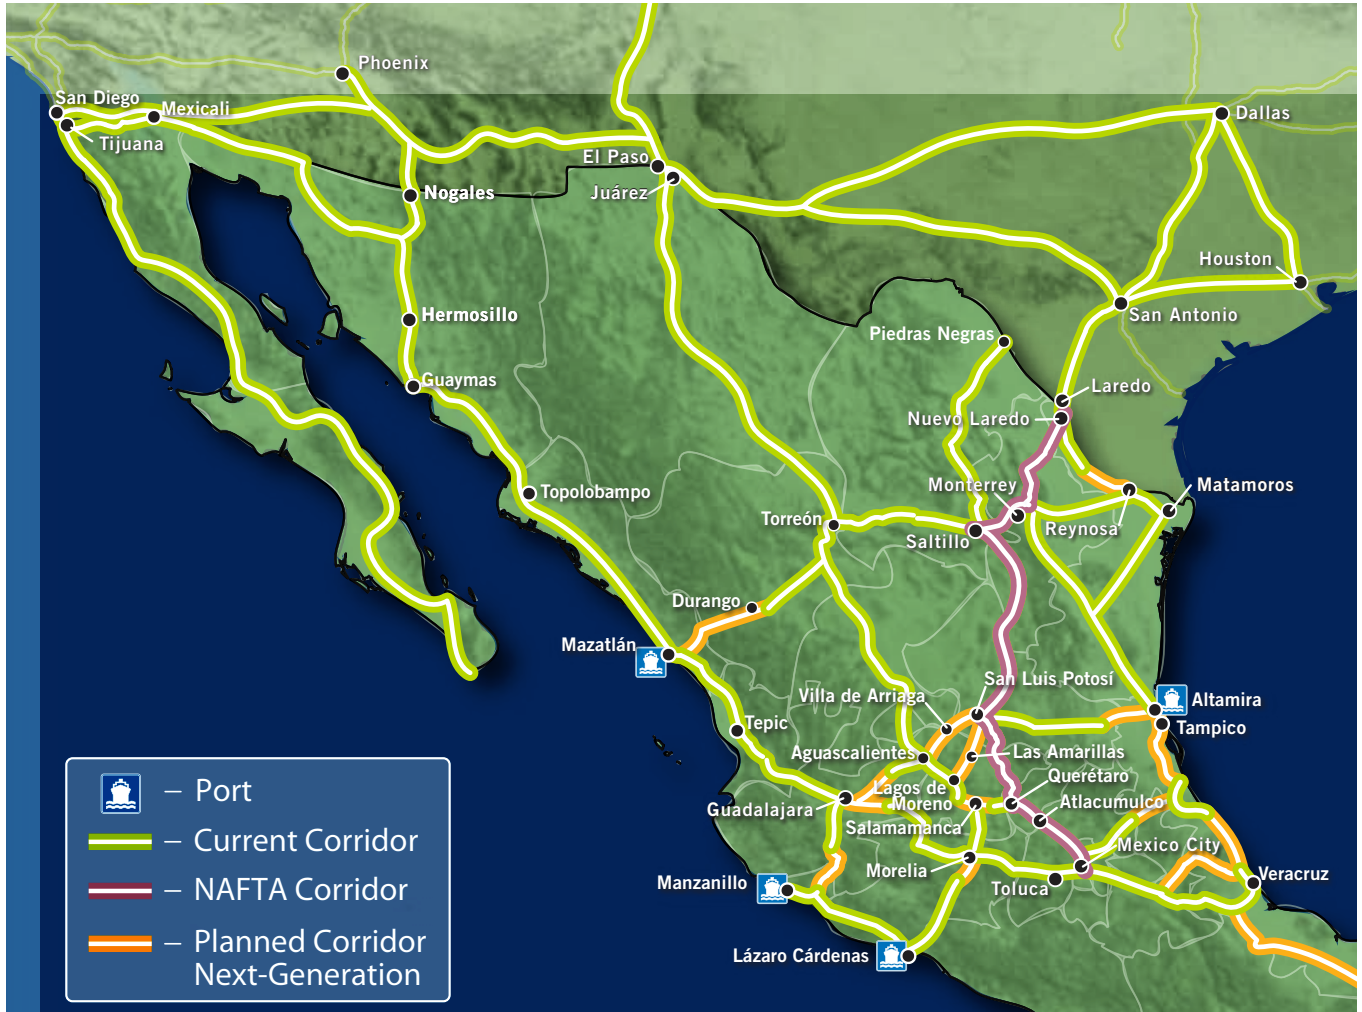 Phoenix
San Diego
Mexicali
Tijuana
Dallas
El Paso
Juárez
Nogales
Houston
Hermosillo
San Antonio
Piedras Negras
Guaymas
Laredo
Nuevo Laredo
Topolobampo
Monterrey
Matamoros
Torreón
Reynosa
Saltillo
Durango
Mazatlán
San Luis Potosí
Villa de Arriaga
Altamira
Tampico
Tepic
Aguascalientes
Las Amarillas
Querétaro
Lagos de
Moreno
Atlacumulco
Guadalajara
Salamamanca
Mexico City
Morelia
Toluca
Veracruz
Manzanillo
Lázaro Cárdenas
– Port
– Current Corridor
– NAFTA Corridor
– Planned Corridor
Next-Generation